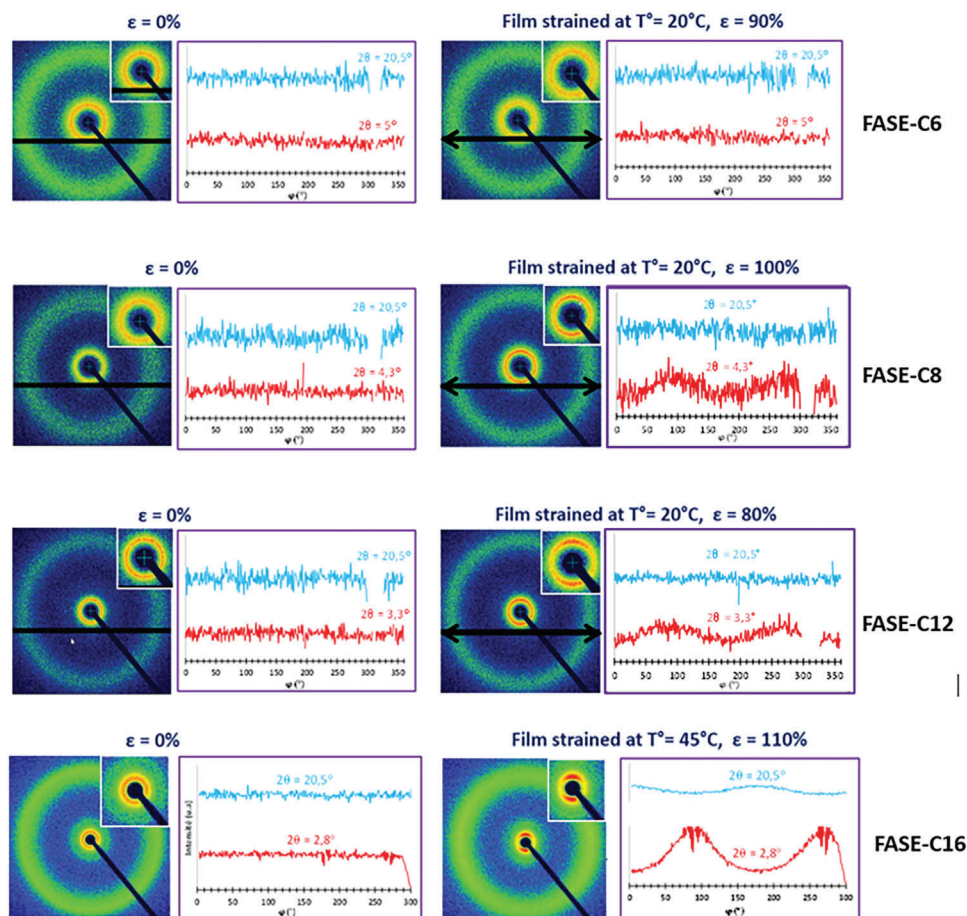 ε = 0%
Film strained at T°= 20°C, ε = 90%
2θ = 20,5°
2θ = 5°
0 50 100 150 200 250 300 350
φ (°)
2θ = 20,5°
2θ = 5°
0 50 100 150 200 250 300 350
φ (°)
FASE-C6
ε = 0%
Film strained at T°= 20°C, ε = 100%
2θ = 20,5°
2θ = 4,3°
0 50 100 150 200 250 300 350
φ (°)
2θ = 20,5°
2θ = 4,3°
0 50 100 150 200 250 300 350
φ (°)
FASE-C8
ε = 0%
Film strained at T°= 20°C, ε = 80%
2θ = 20,5°
2θ = 3,3°
0 50 100 150 200 250 300 350
φ (°)
2θ = 20,5°
2θ = 3,3°
0 50 100 150 200 250 300 350
φ (°)
FASE-C12
ε = 0%
Film strained at T°= 45°C, ε = 110%
Intensité (u.a)
2θ = 20,5°
2θ = 2,8°
0 50 100 150 200 250 300
φ (°)
2θ = 20,5°
2θ = 2,8°
0 50 100 150 200 250 300
φ (°)
FASE-C16